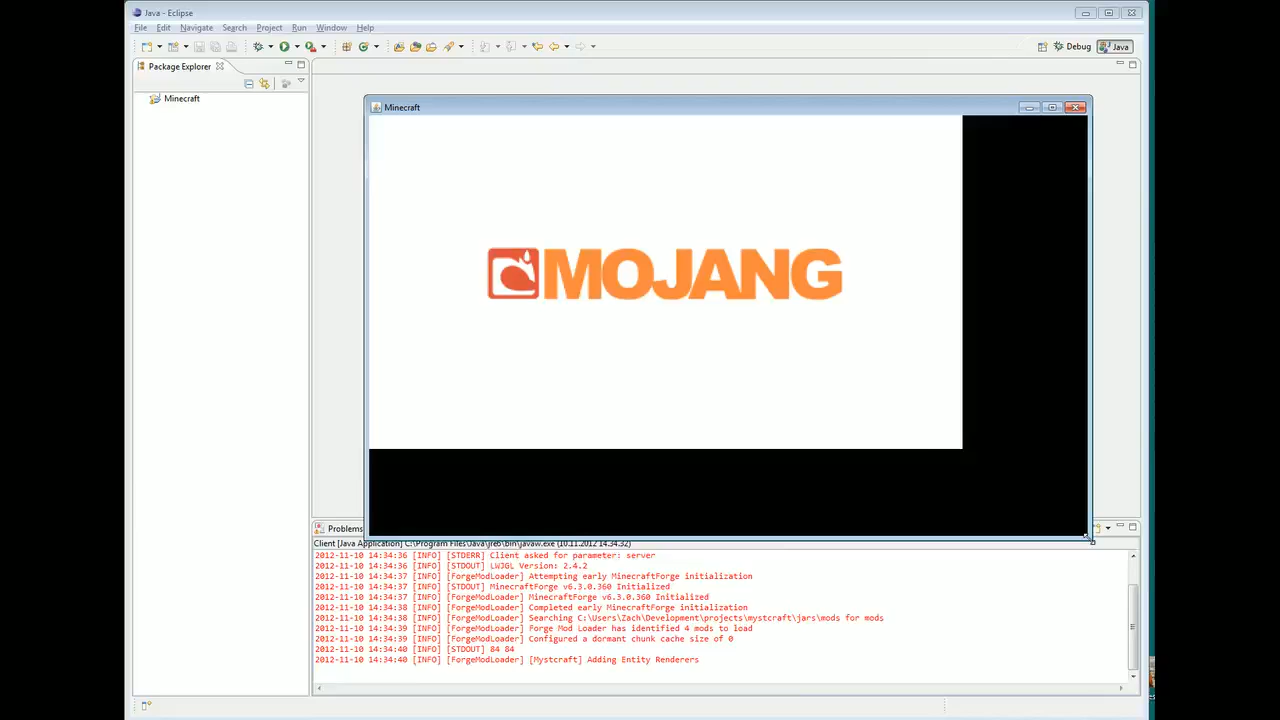 Java - Eclipse
File Edit Navigate Search Project Run Window Help
Debug Java
Package Explorer
Minecraft
Minecraft
MOJANG
Problems
Client [Java Application] C:\Program Files\Java\jre6\bin\javaw.exe (10.11.2012 14.34.32)
2012-11-10 14:34:36 [INFO] [STDERR] Client asked for parameter: server
2012-11-10 14:34:36 [INFO] [STDOUT] LWJGL Version: 2.4.2
2012-11-10 14:34:37 [INFO] [ForgeModLoader] Attempting early MinecraftForge initialization
2012-11-10 14:34:37 [INFO] [STDOUT] MinecraftForge v6.3.0.360 Initialized
2012-11-10 14:34:37 [INFO] [ForgeModLoader] MinecraftForge v6.3.0.360 Initialized
2012-11-10 14:34:38 [INFO] [ForgeModLoader] Completed early MinecraftForge initialization
2012-11-10 14:34:38 [INFO] [ForgeModLoader] Searching C:\Users\Zach\Development\projects\mystcraft\jars\mods for mods
2012-11-10 14:34:39 [INFO] [ForgeModLoader] Forge Mod Loader has identified 4 mods to load
2012-11-10 14:34:39 [INFO] [ForgeModLoader] Configured a dormant chunk cache size of 0
2012-11-10 14:34:40 [INFO] [STDOUT] 84 84
2012-11-10 14:34:40 [INFO] [ForgeModLoader] [Mystcraft] Adding Entity Renderers